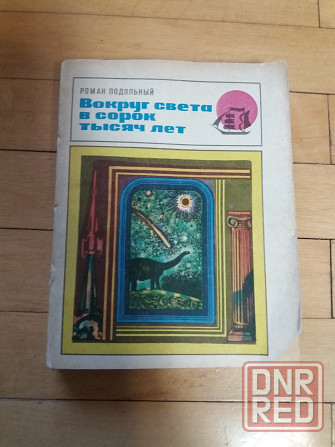 РОМАН ПОДОЛЬНЫЙ
Вокруг света
в сорок
тысяч лет
DNR
RED